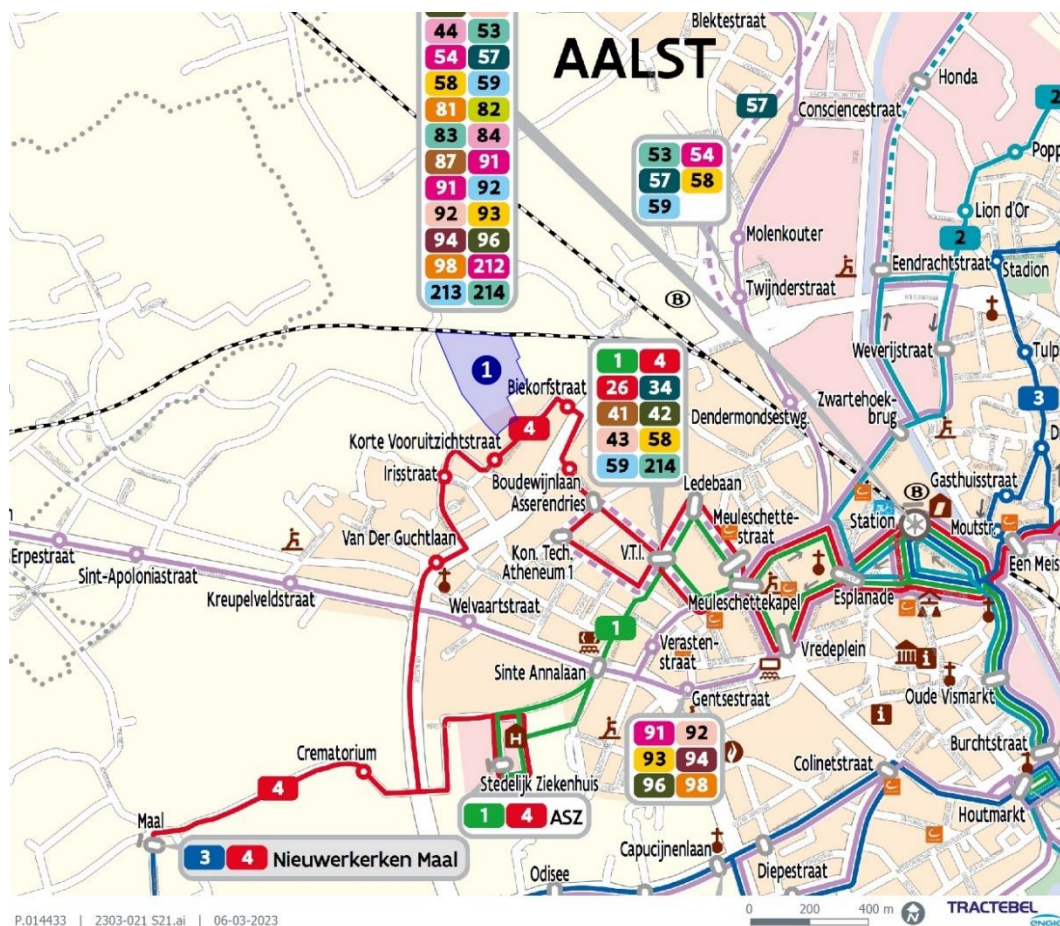 AALST
44 53
54 57
58 59
81 82
83 84
87 91
91 92
92 93
94 96
98 212
213 214
Blektestraat
57
Consciencestraat
53 54
57 58
59
Honda
2
Lion d'Or
2
Molenkouter
Eendrachtstraat
Stadion
B
Twijnderstraat
Weverijstraat
3
1
1 4
26 34
41 42
43 58
59 214
Biekorfstraat
Zwartehoek-
brug
Dendermondsestwg.
4
Korte Vooruitzichtstraat
Irisstraat
Boudewijnlaan
Asserendries
Ledebaan
Gasthuisstraat
B
Station
Moutstr.
Meuleschette-
straat
Van Der Guchtlaan
Kon. Tech.
Atheneum 1
V.T.I.
Een Meis
Erpestraat
Sint-Apoloniastraat
Kreupelveldstraat
Welvaartstraat
Meuleschettekapel
Esplanade
1
Verasten-
straat
Vredeplein
Sinte Annalaan
Gentsestraat
Oude Vismarkt
i
i
H
91 92
93 94
96 98
Burchtstraat
Crematorium
Colinetstraat
Stedelijk Ziekenhuis
4
1 4 ASZ
Houtmarkt
Maal
3 4 Nieuwerkerken Maal
Capucijnenlaan
Diepestraat
Odisee
P.014433 | 2303-021 S21.ai | 06-03-2023
0 200 400 m
N
TRACTEBEL
ENGIE